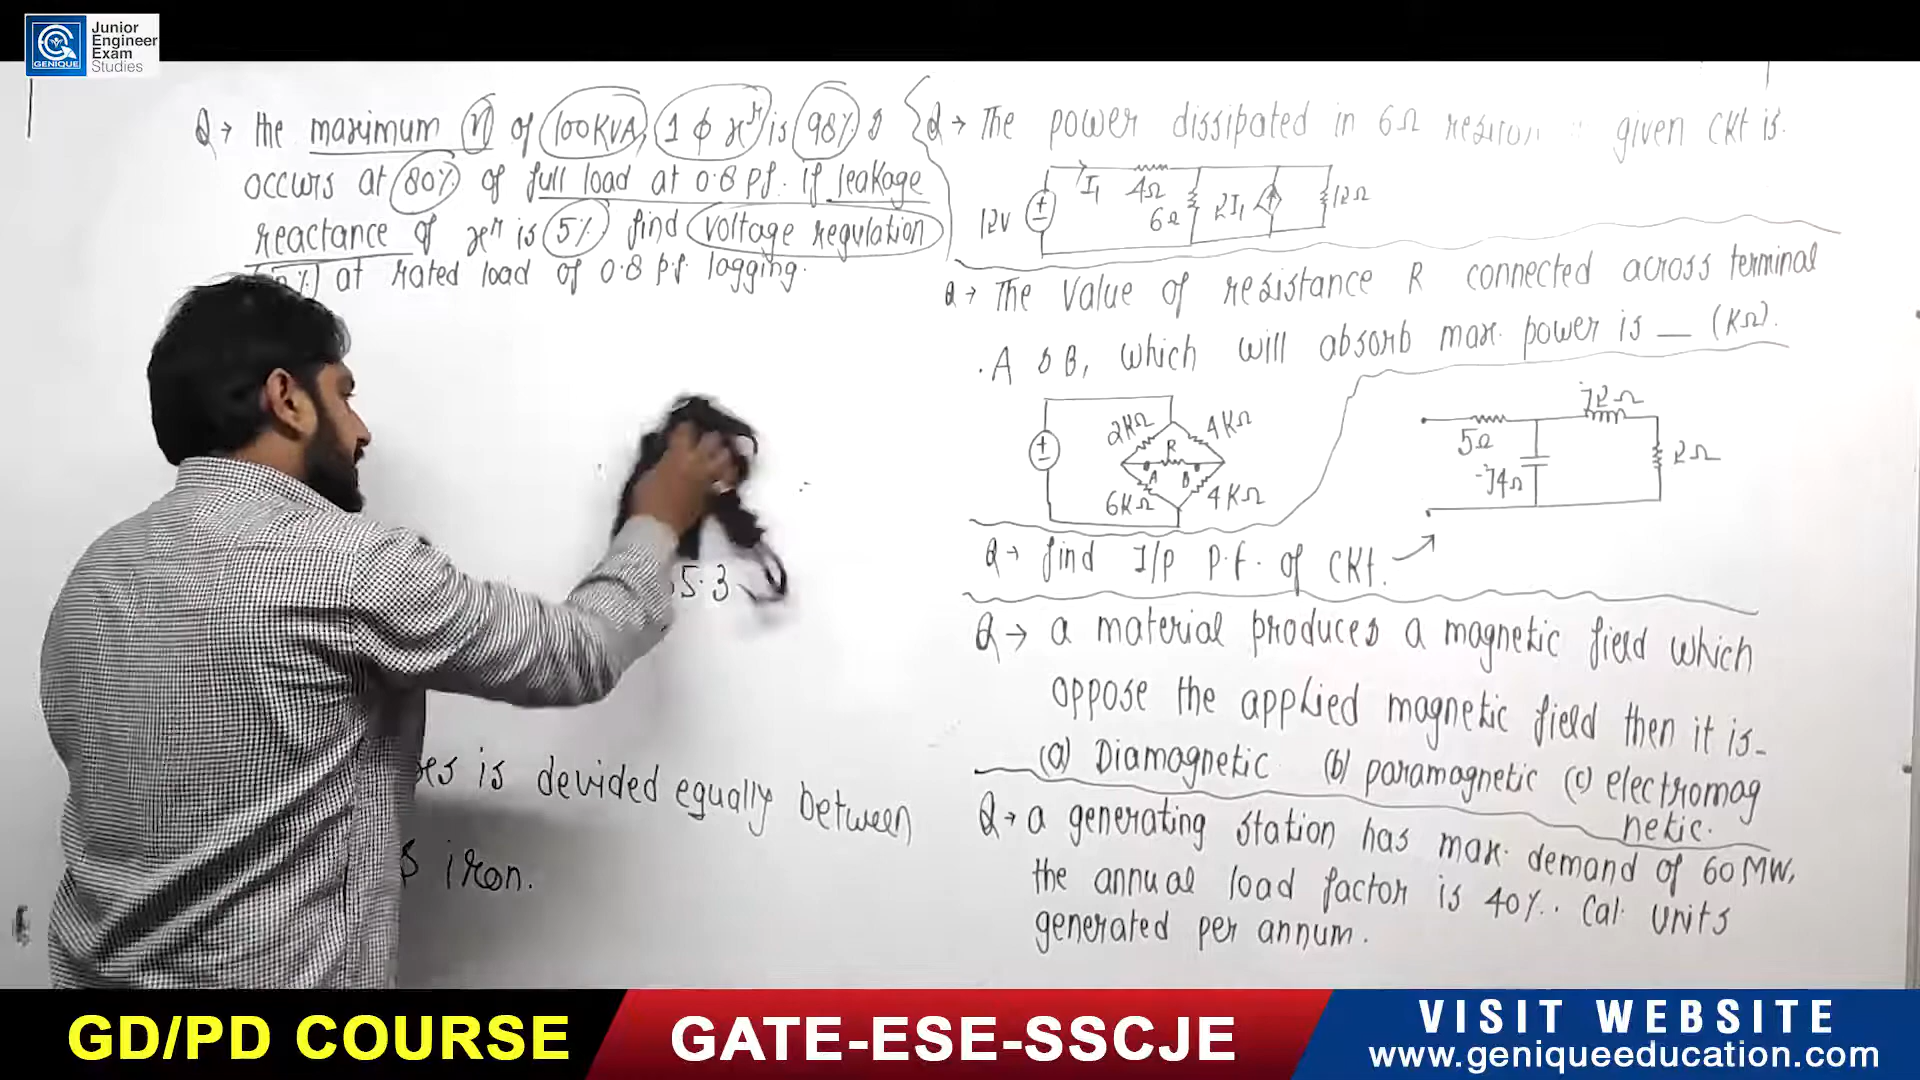 GENIQUE
Junior
Engineer
Exam
Studies
Q→ the maximum η of 100KVA, 1 ϕ xʳ is 98% &
occurs at 80% of full load at 0.8 pf. if leakage
reactance of xʳ is 5% find voltage regulation
at rated load of 0.8 p.f. lagging.
5.3
is devided equally between
iron.
Q→ The power dissipated in 6Ω given ckt is.
12V
I₁
4Ω
6Ω
2I₁
12Ω
Q→ The value of resistance R connected across terminal
A & B, which will absorb max. power is __ (KΩ).
2KΩ
4KΩ
R
A
B
6KΩ
4KΩ
5Ω
-J4Ω
J2Ω
2Ω
Q→ find I/P P.F. of ckt.
Q→ a material produces a magnetic field which
oppose the applied magnetic field then it is-
(a) Diamagnetic (b) paramagnetic (c) electromag
netic.
Q→ a generating station has max. demand of 60MW,
the annual load factor is 40%. Cal. units
generated per annum.
GD/PD COURSE
GATE-ESE-SSCJE
VISIT WEBSITE
www.geniqueeducation.com